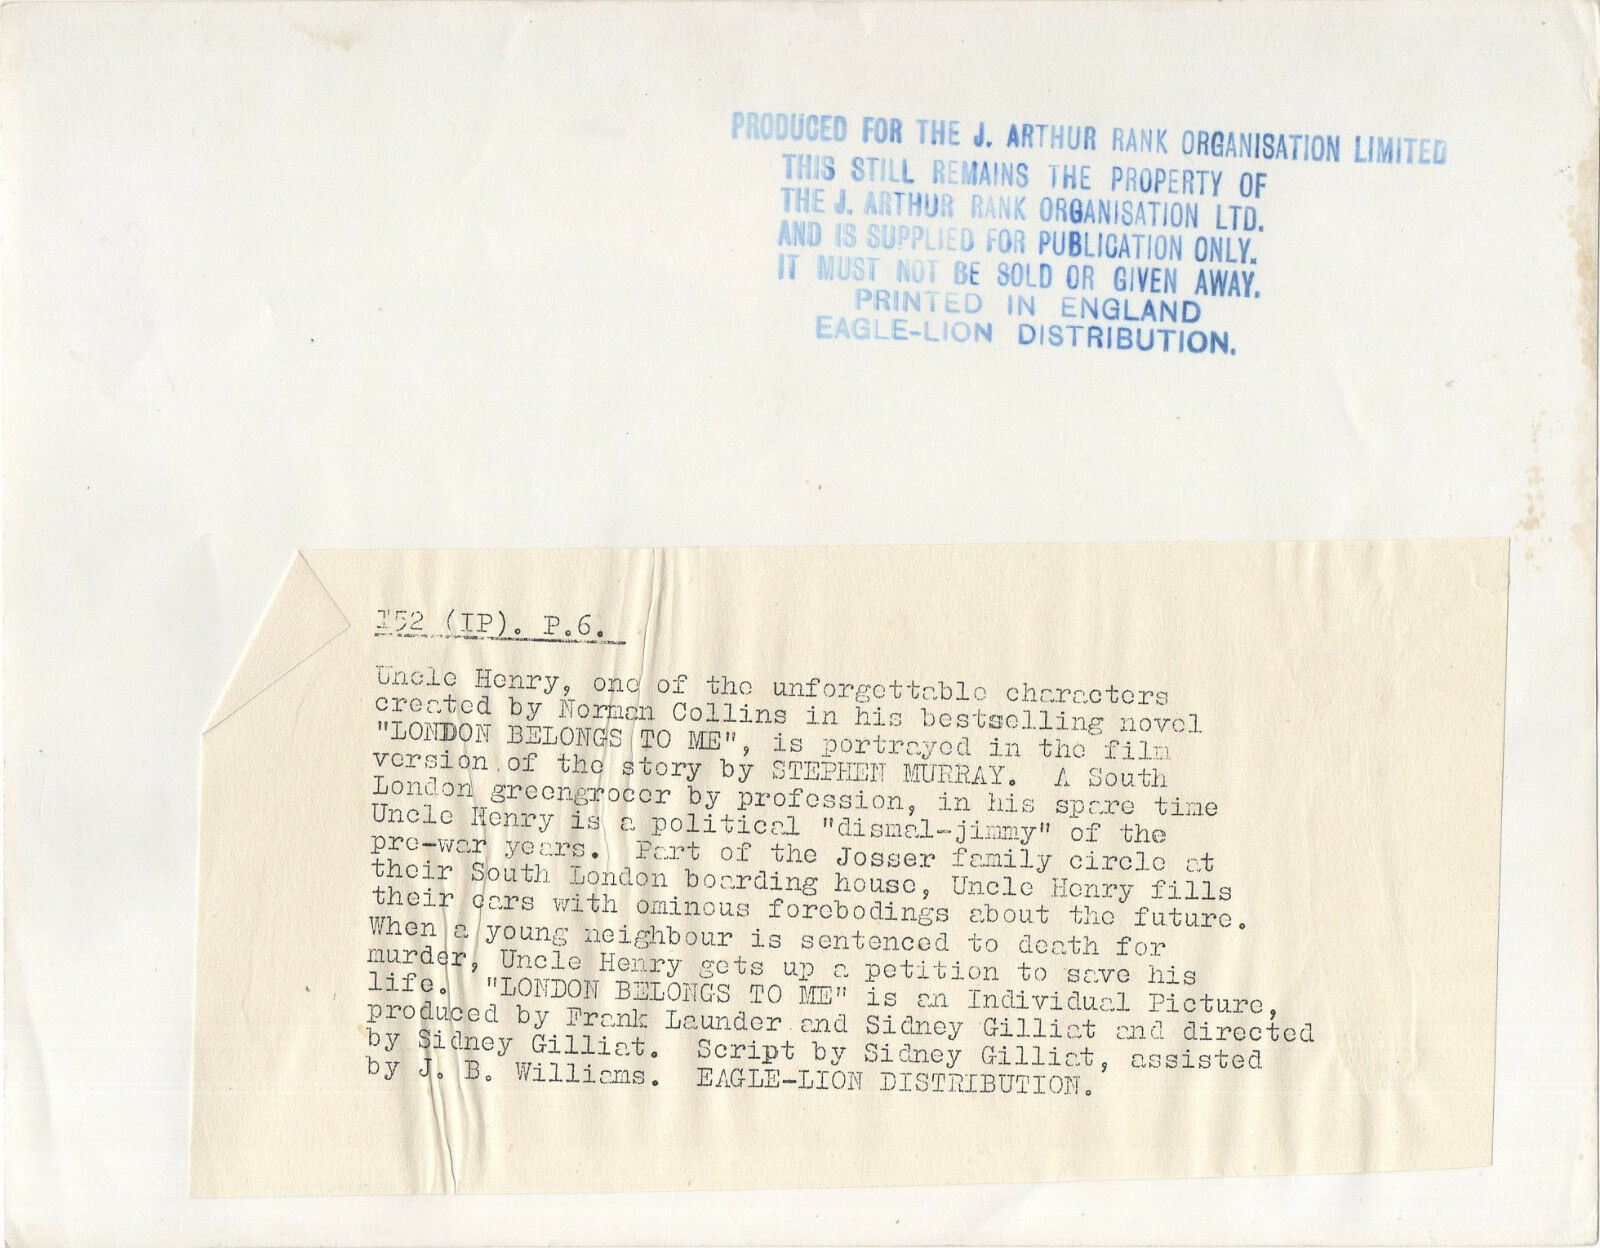 PRODUCED FOR THE J. ARTHUR RANK ORGANISATION LIMITED
THIS STILL REMAINS THE PROPERTY OF
THE J. ARTHUR RANK ORGANISATION LTD.
AND IS SUPPLIED FOR PUBLICATION ONLY.
IT MUST NOT BE SOLD OR GIVEN AWAY.
PRINTED IN ENGLAND
EAGLE-LION DISTRIBUTION.
152 (IP). P.6.
Uncle Henry, one of the unforgettable characters
created by Norman Collins in his bestselling novel
"LONDON BELONGS TO ME", is portrayed in the film
version of the story by STEPHEN MURRAY. A South
London greengrocer by profession, in his spare time
Uncle Henry is a political "dismal-jimmy" of the
pre-war years. Part of the Josser family circle at
their South London boarding house, Uncle Henry fills
their ears with ominous forebodings about the future.
When a young neighbour is sentenced to death for
murder, Uncle Henry gets up a petition to save his
life. "LONDON BELONGS TO ME" is an Individual Picture,
produced by Frank Launder and Sidney Gilliat and directed
by Sidney Gilliat. Script by Sidney Gilliat, assisted
by J. B. Williams. EAGLE-LION DISTRIBUTION.